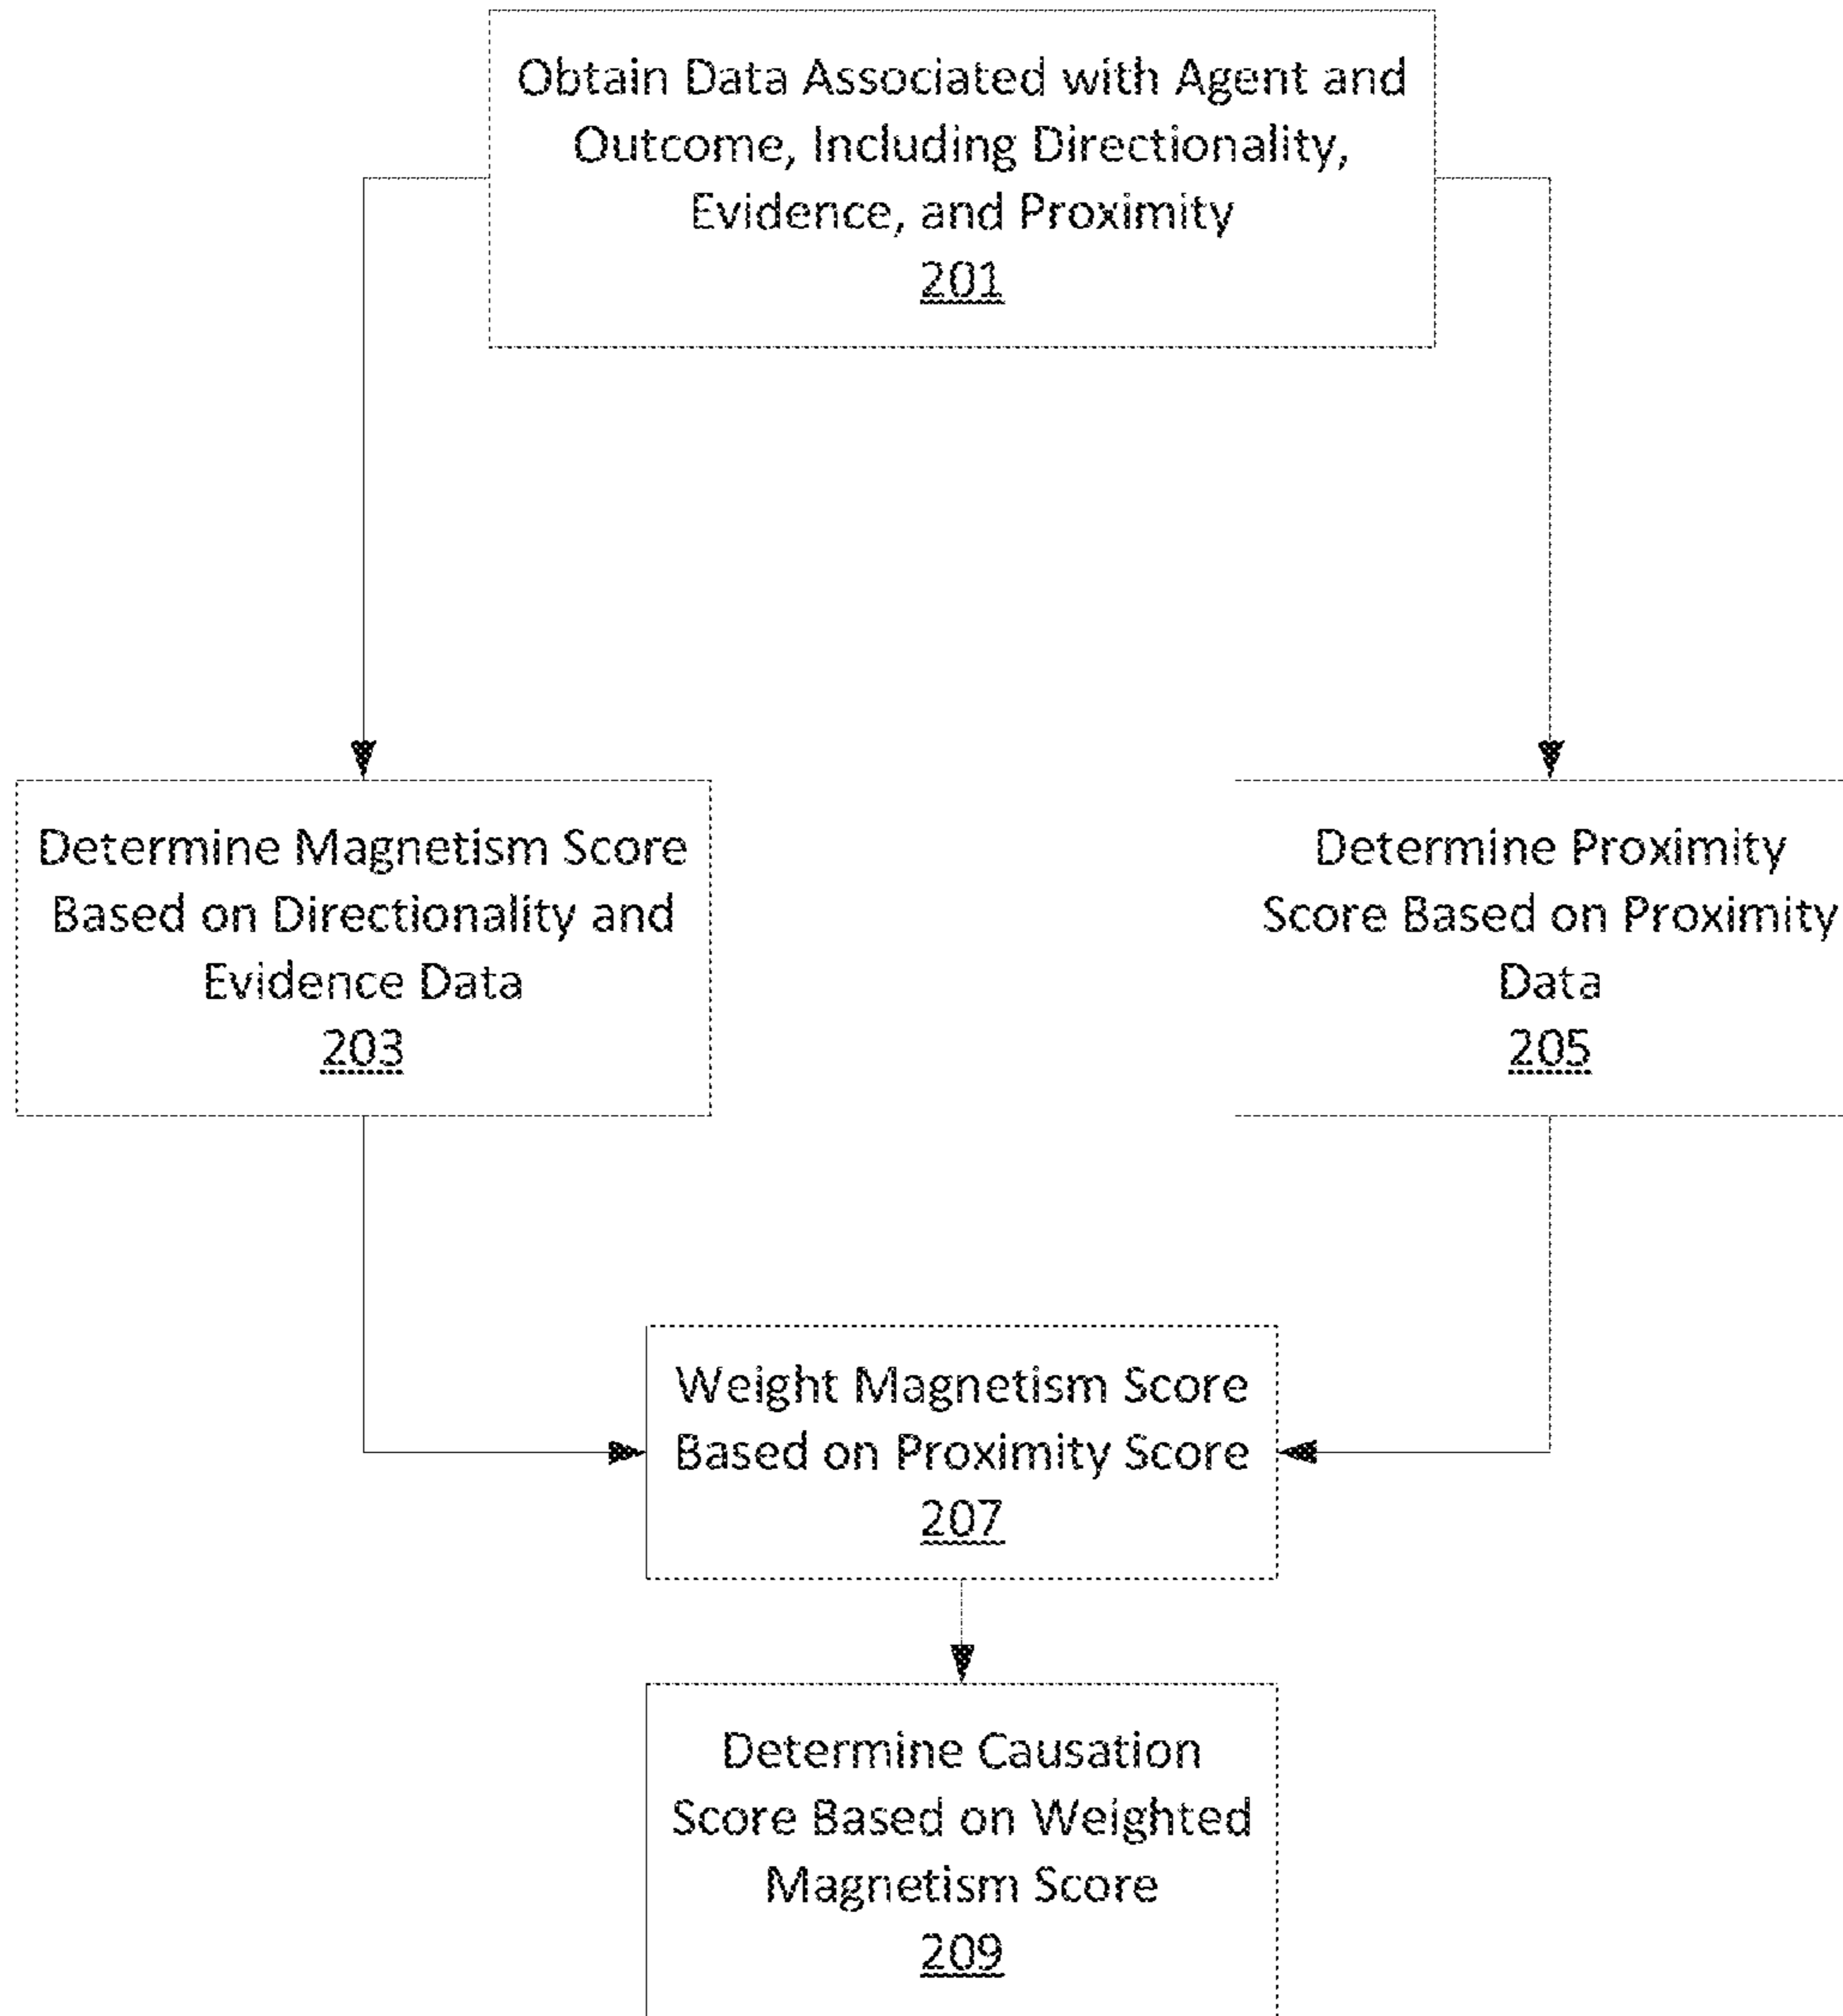 Obtain Data Associated with Agent and
Outcome, Including Directionality,
Evidence, and Proximity
201
Determine Magnetism Score
Based on Directionality and
Evidence Data
203
Determine Proximity
Score Based on Proximity
Data
205
Weight Magnetism Score
Based on Proximity Score
207
Determine Causation
Score Based on Weighted
Magnetism Score
209